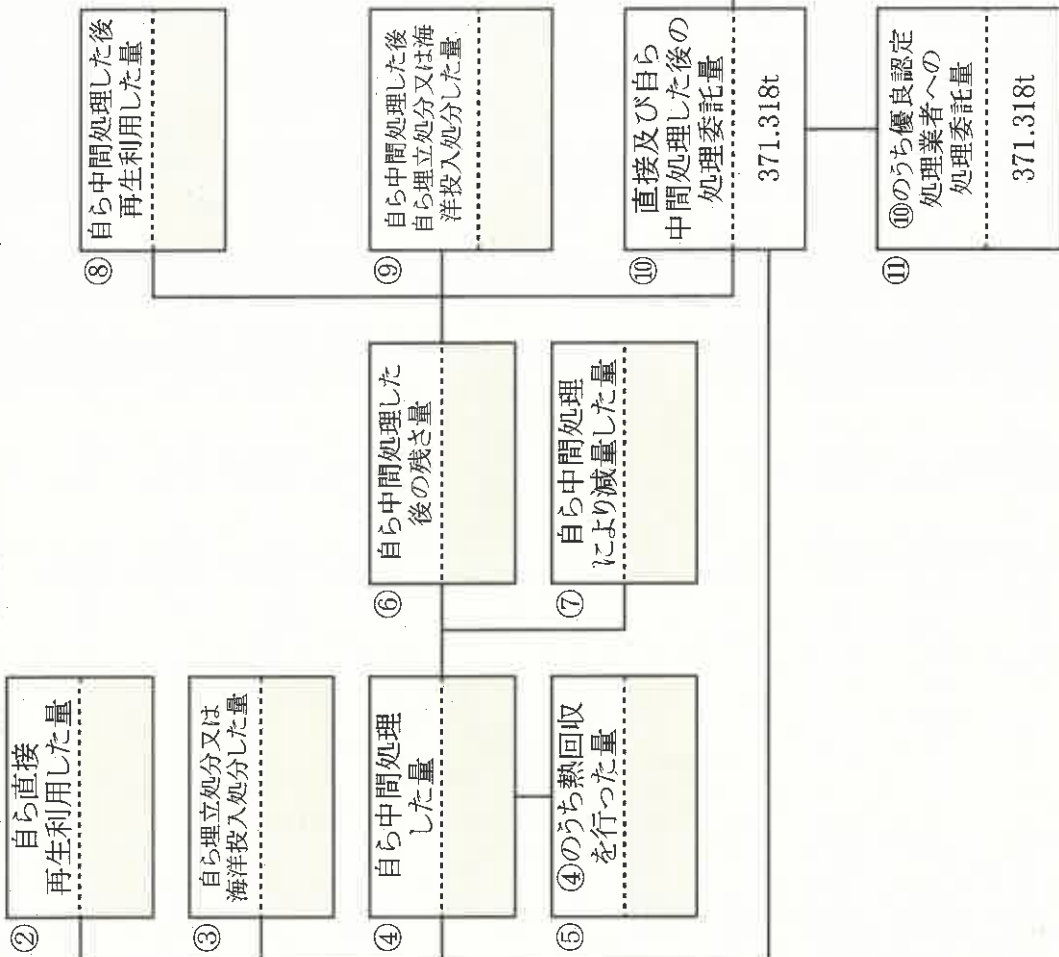 ②
自ら直接
再生利用した量
③
自ら埋立処分又は
海洋投入処分した量
④
自ら中間処理
した量
⑤
④のうち熱回収
を行った量
⑥
自ら中間処理した
後の残さ量
⑦
自ら中間処理
により減量した量
⑧
自ら中間処理した後
再生利用した量
⑨
自ら中間処理した後
自ら埋立処分又は海
洋投入処分した量
⑩
直接及び自ら
中間処理した後の
処理委託量
371.318t
⑪
⑩のうち優良認定
処理業者への
処理委託量
371.318t